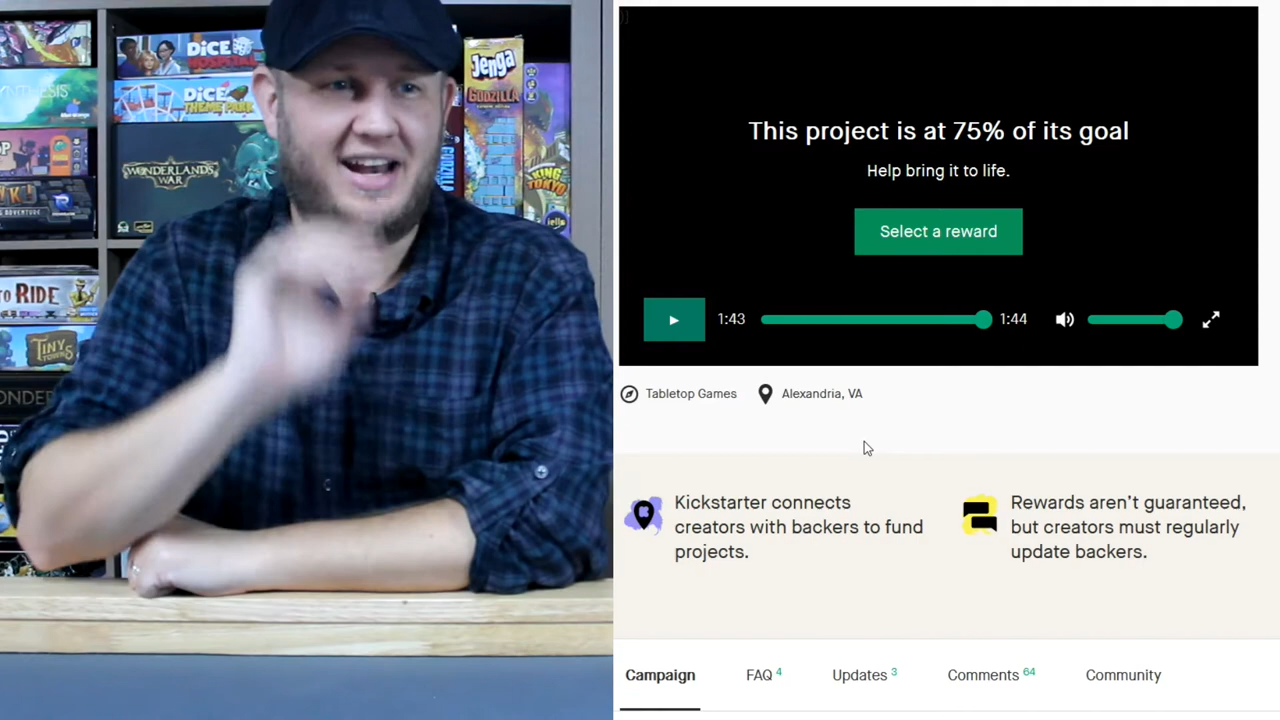 DiCE
HOSPITAL
DiCE
THEME PARK
WONDERLANDS
WAR
TO RIDE
TINY
TOWNS
Jenga
GODZILLA
GODZILLA
KING
TOKYO
iello
This project is at 75% of its goal
Help bring it to life.
Select a reward
1:43
1:44
Tabletop Games
Alexandria, VA
Kickstarter connects
creators with backers to fund
projects.
Rewards aren't guaranteed,
but creators must regularly
update backers.
Campaign
FAQ 4
Updates 3
Comments 64
Community